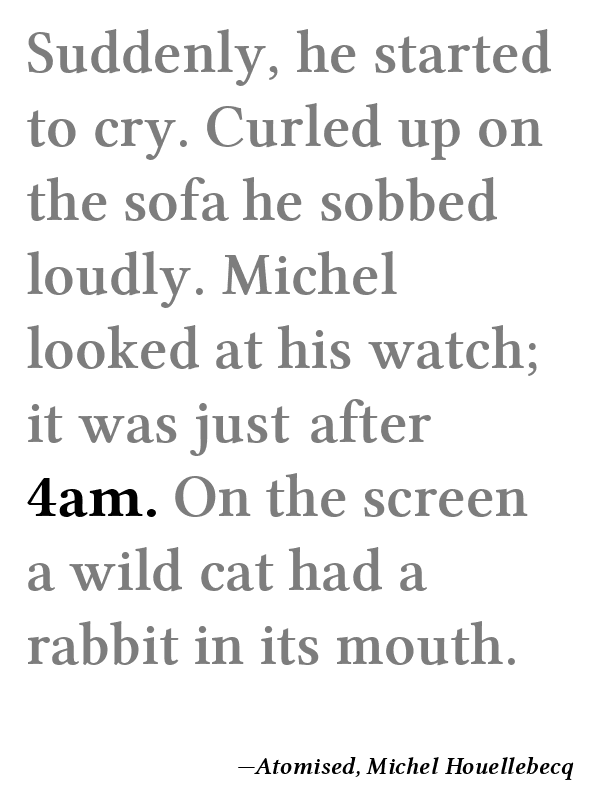 Suddenly, he started
to cry. Curled up on
the sofa he sobbed
loudly. Michel
looked at his watch;
it was just after
4am. On the screen
a wild cat had a
rabbit in its mouth.
—Atomised, Michel Houellebecq